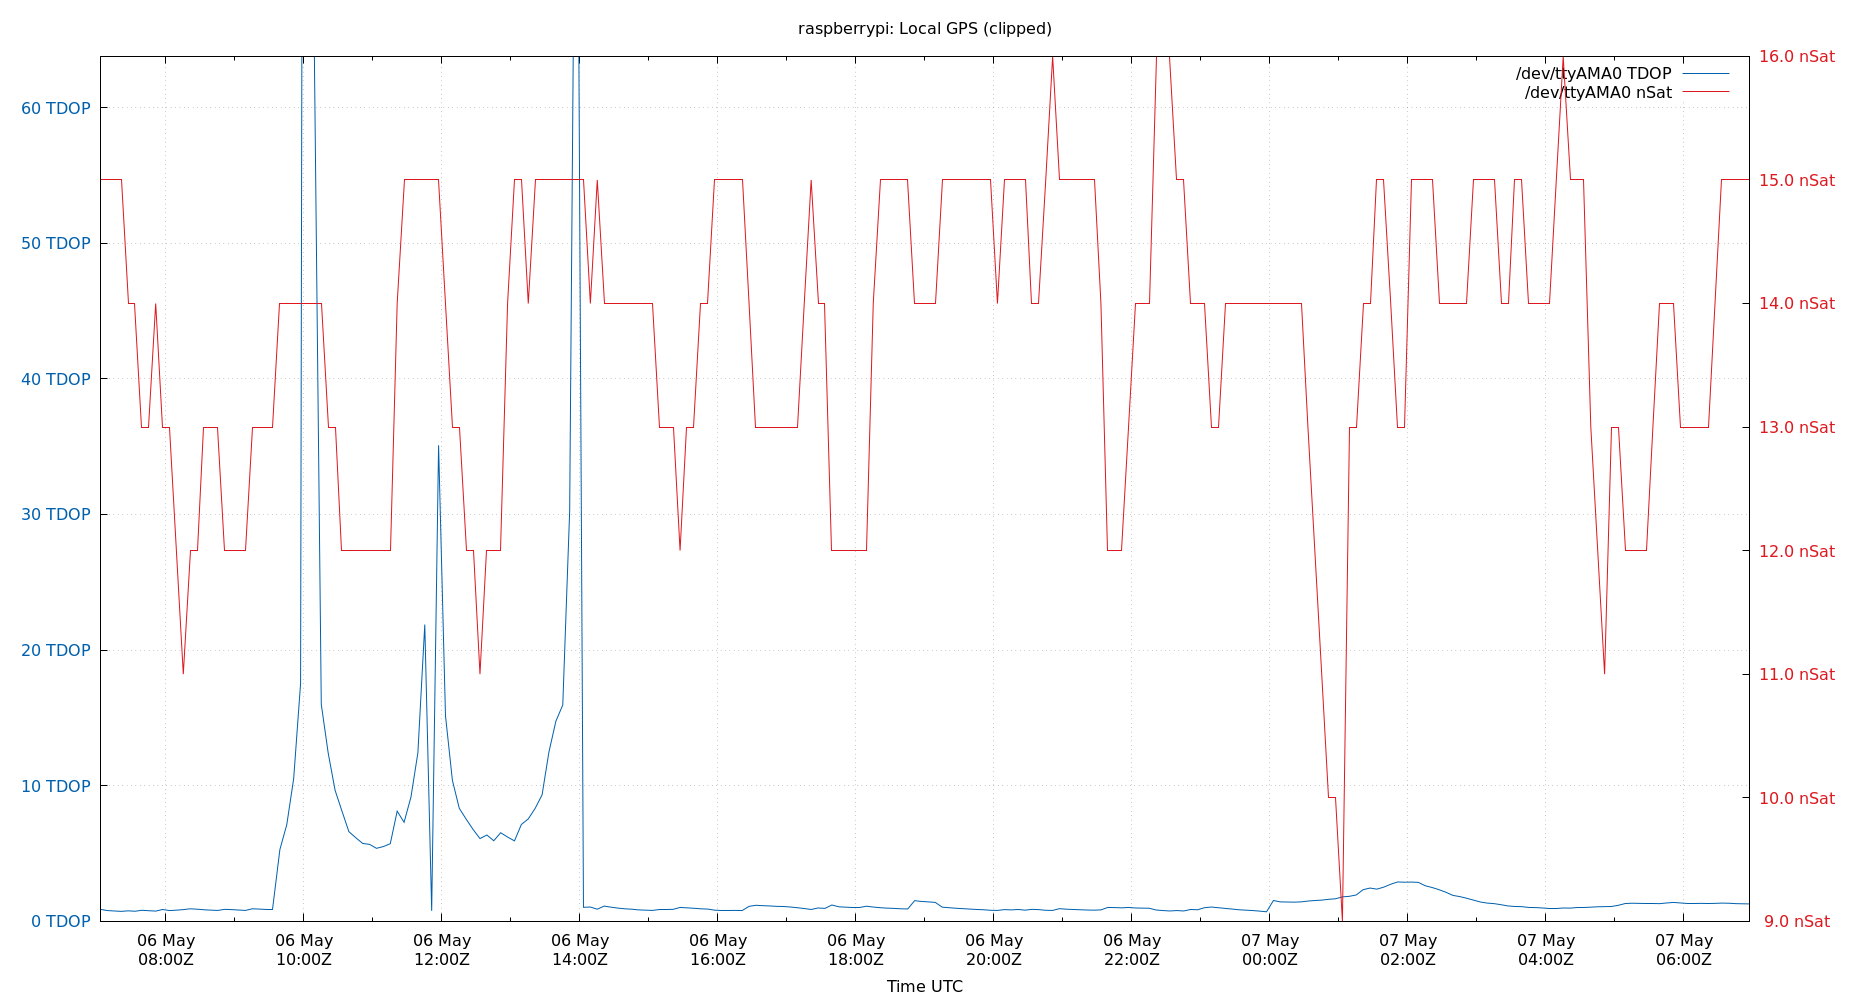 raspberrypi: Local GPS (clipped)
/dev/ttyAMA0 TDOP
/dev/ttyAMA0 nSat
60 TDOP
50 TDOP
40 TDOP
30 TDOP
20 TDOP
10 TDOP
0 TDOP
16.0 nSat
15.0 nSat
14.0 nSat
13.0 nSat
12.0 nSat
11.0 nSat
10.0 nSat
9.0 nSat
06 May 06 May 06 May 06 May 06 May 06 May 06 May 06 May 07 May 07 May 07 May 07 May
08:00Z 10:00Z 12:00Z 14:00Z 16:00Z 18:00Z 20:00Z 22:00Z 00:00Z 02:00Z 04:00Z 06:00Z
Time UTC